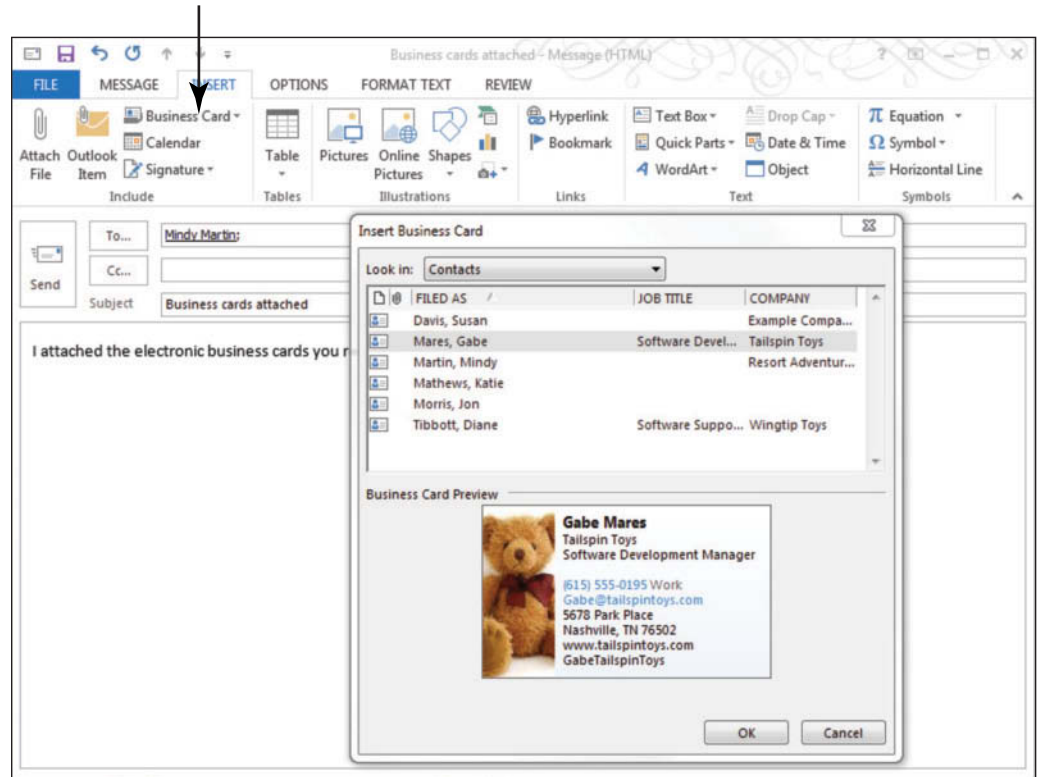 Business cards attached - Message (HTML)
FILE MESSAGE INSERT OPTIONS FORMAT TEXT REVIEW
Attach File
Outlook Item
Business Card
Calendar
Signature
Include
Table
Tables
Pictures
Online Pictures
Shapes
Illustrations
Hyperlink
Bookmark
Links
Text Box
Quick Parts
WordArt
Drop Cap
Date & Time
Object
Text
π Equation
Ω Symbol
Horizontal Line
Symbols
Send
To... Mindy Martin;
Cc...
Subject Business cards attached
I attached the electronic business cards you
Insert Business Card
Look in: Contacts
FILED AS JOB TITLE COMPANY
Davis, Susan Example Compa...
Mares, Gabe Software Devel... Tailspin Toys
Martin, Mindy Resort Adventur...
Mathews, Katie
Morris, Jon
Tibbott, Diane Software Suppo... Wingtip Toys
Business Card Preview
Gabe Mares
Tailspin Toys
Software Development Manager
(615) 555-0195 Work
Gabe@tailspintoys.com
5678 Park Place
Nashville, TN 76502
www.tailspintoys.com
GabeTailspinToys
OK Cancel